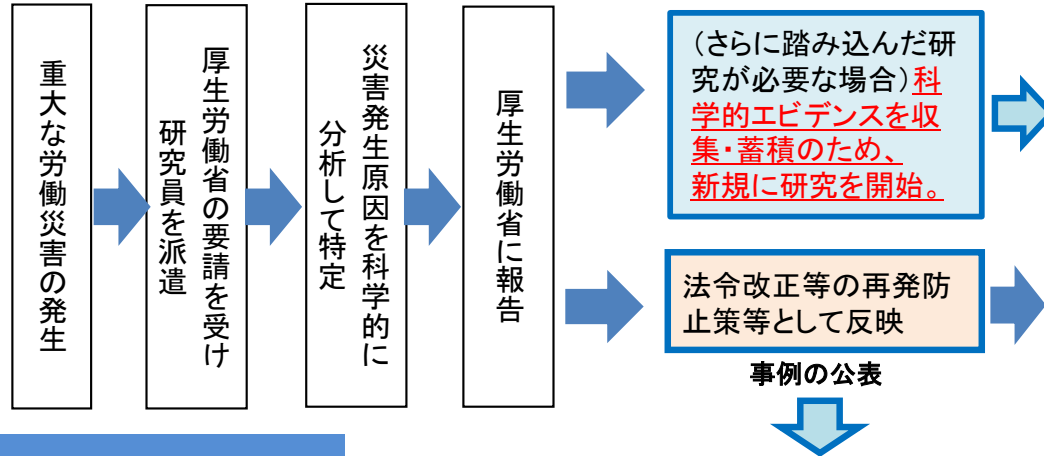 重大な労働災害の発生
厚生労働省の要請を受け
研究員を派遣
災害発生原因を科学的に
分析して特定
厚生労働省に報告
（さらに踏み込んだ研
究が必要な場合）科
学的エビデンスを収
集・蓄積のため、
新規に研究を開始。
法令改正等の再発防
止策等として反映
事例の公表